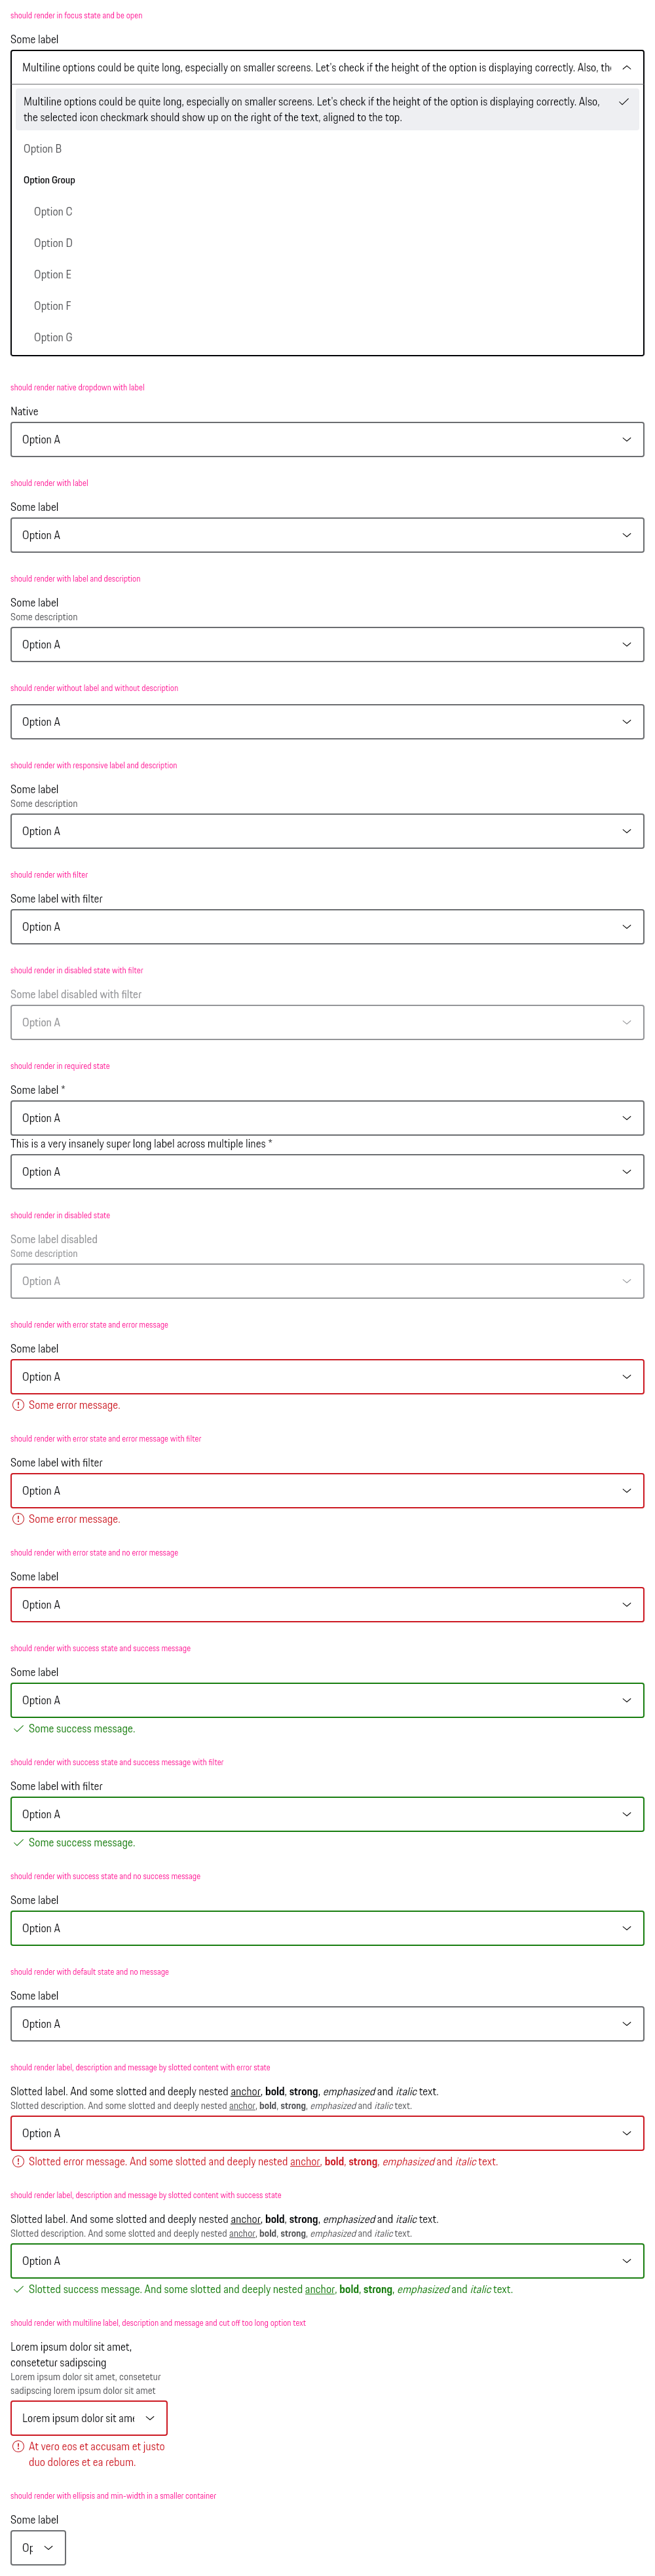 should render in focus state and be open
Some label
Multiline options could be quite long, especially on smaller screens. Let's check if the height of the option is displaying correctly. Also, the
Multiline options could be quite long, especially on smaller screens. Let's check if the height of the option is displaying correctly. Also,
the selected icon checkmark should show up on the right of the text, aligned to the top.
Option B
Option Group
Option C
Option D
Option E
Option F
Option G
should render native dropdown with label
Native
Option A
should render with label
Some label
Option A
should render with label and description
Some label
Some description
Option A
should render without label and without description
Option A
should render with responsive label and description
Some label
Some description
Option A
should render with filter
Some label with filter
Option A
should render in disabled state with filter
Some label disabled with filter
Option A
should render in required state
Some label *
Option A
This is a very insanely super long label across multiple lines *
Option A
should render in disabled state
Some label disabled
Some description
Option A
should render with error state and error message
Some label
Option A
Some error message.
should render with error state and error message with filter
Some label with filter
Option A
Some error message.
should render with error state and no error message
Some label
Option A
should render with success state and success message
Some label
Option A
Some success message.
should render with success state and success message with filter
Some label with filter
Option A
Some success message.
should render with success state and no success message
Some label
Option A
should render with default state and no message
Some label
Option A
should render label, description and message by slotted content with error state
Slotted label. And some slotted and deeply nested anchor, bold, strong, emphasized and italic text.
Slotted description. And some slotted and deeply nested anchor, bold, strong, emphasized and italic text.
Option A
Slotted error message. And some slotted and deeply nested anchor, bold, strong, emphasized and italic text.
should render label, description and message by slotted content with success state
Slotted label. And some slotted and deeply nested anchor, bold, strong, emphasized and italic text.
Slotted description. And some slotted and deeply nested anchor, bold, strong, emphasized and italic text.
Option A
Slotted success message. And some slotted and deeply nested anchor, bold, strong, emphasized and italic text.
should render with multiline label, description and message and cut off too long option text
Lorem ipsum dolor sit amet,
consetetur sadipscing
Lorem ipsum dolor sit amet, consetetur
sadipscing lorem ipsum dolor sit amet
Lorem ipsum dolor sit ame
At vero eos et accusam et justo
duo dolores et ea rebum.
should render with ellipsis and min-width in a smaller container
Some label
Op